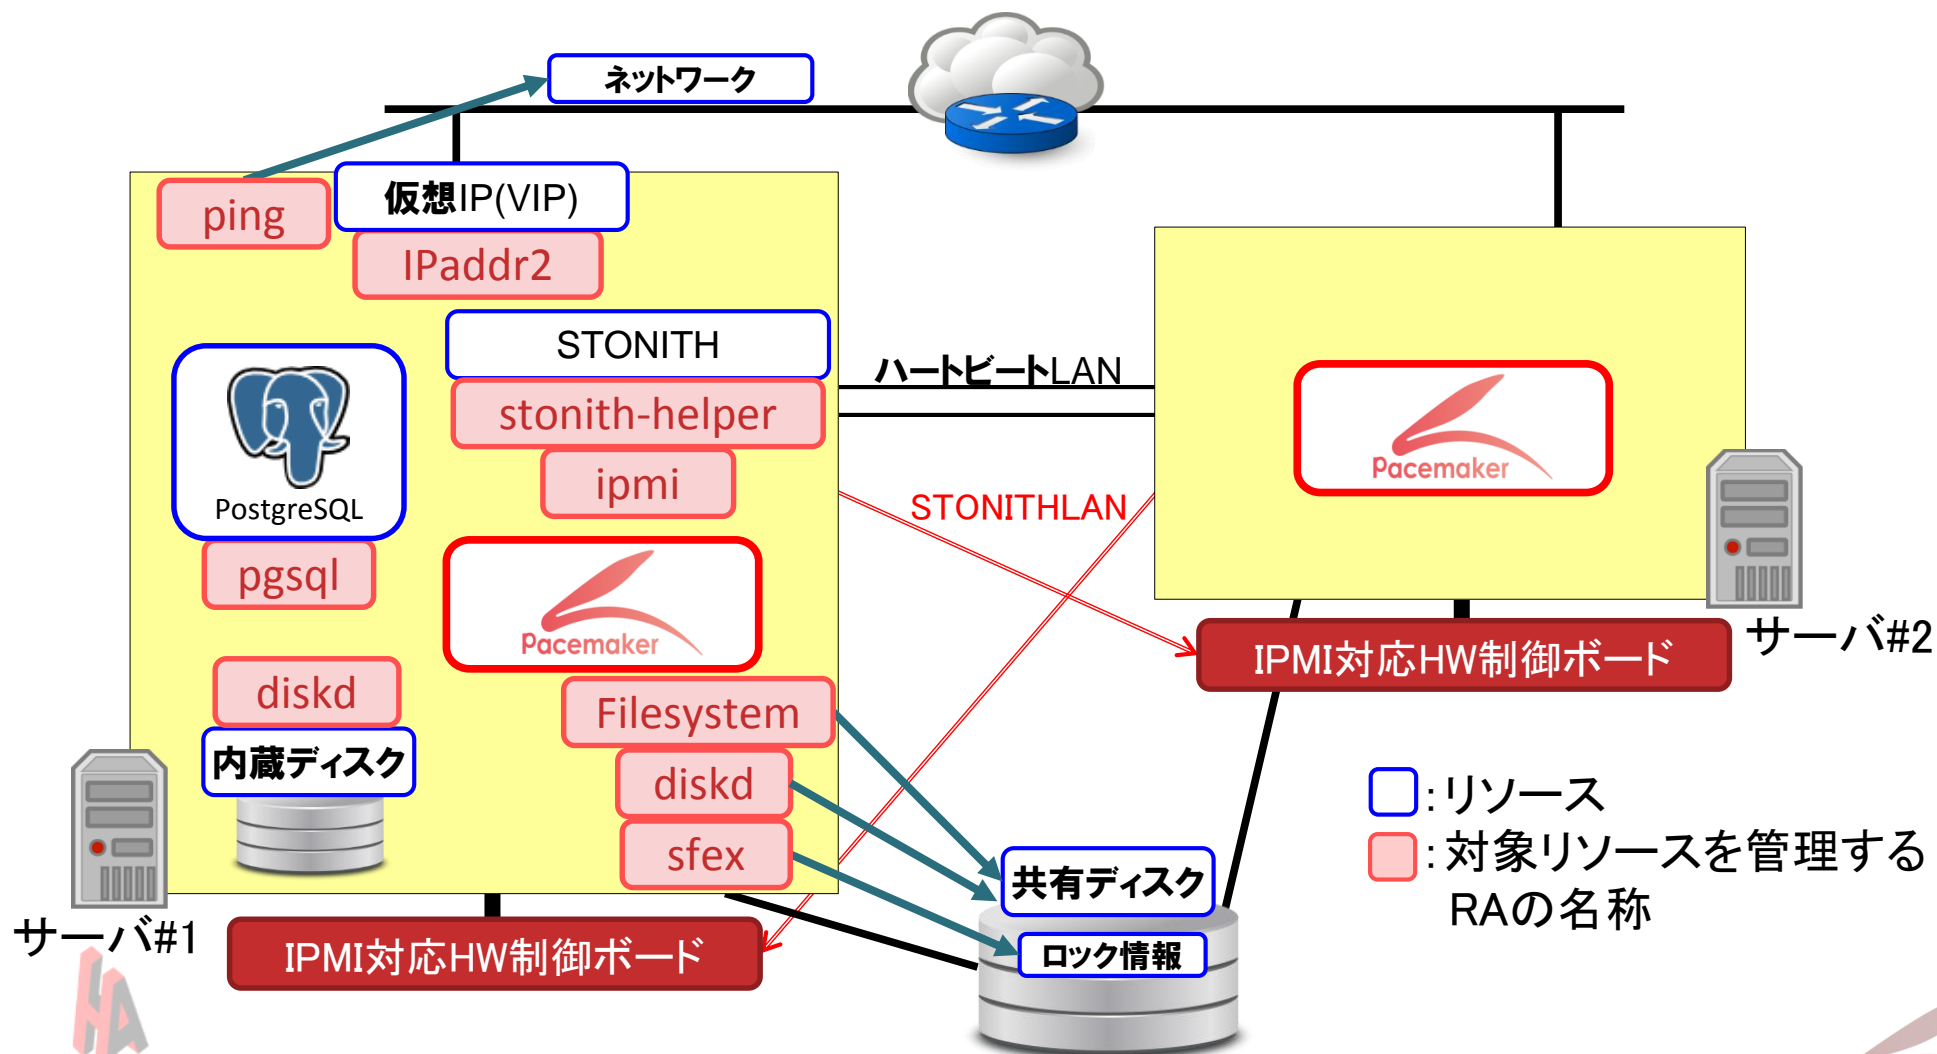 ネットワーク
ping
仮想IP(VIP)
IPaddr2
STONITH
stonith-helper
ipmi
PostgreSQL
pgsql
Pacemaker
diskd
内蔵ディスク
Filesystem
diskd
sfex
サーバ#1
IPMI対応HW制御ボード
ハートビートLAN
STONITHLAN
Pacemaker
サーバ#2
IPMI対応HW制御ボード
共有ディスク
ロック情報
:リソース
:対象リソースを管理する
RAの名称
HA